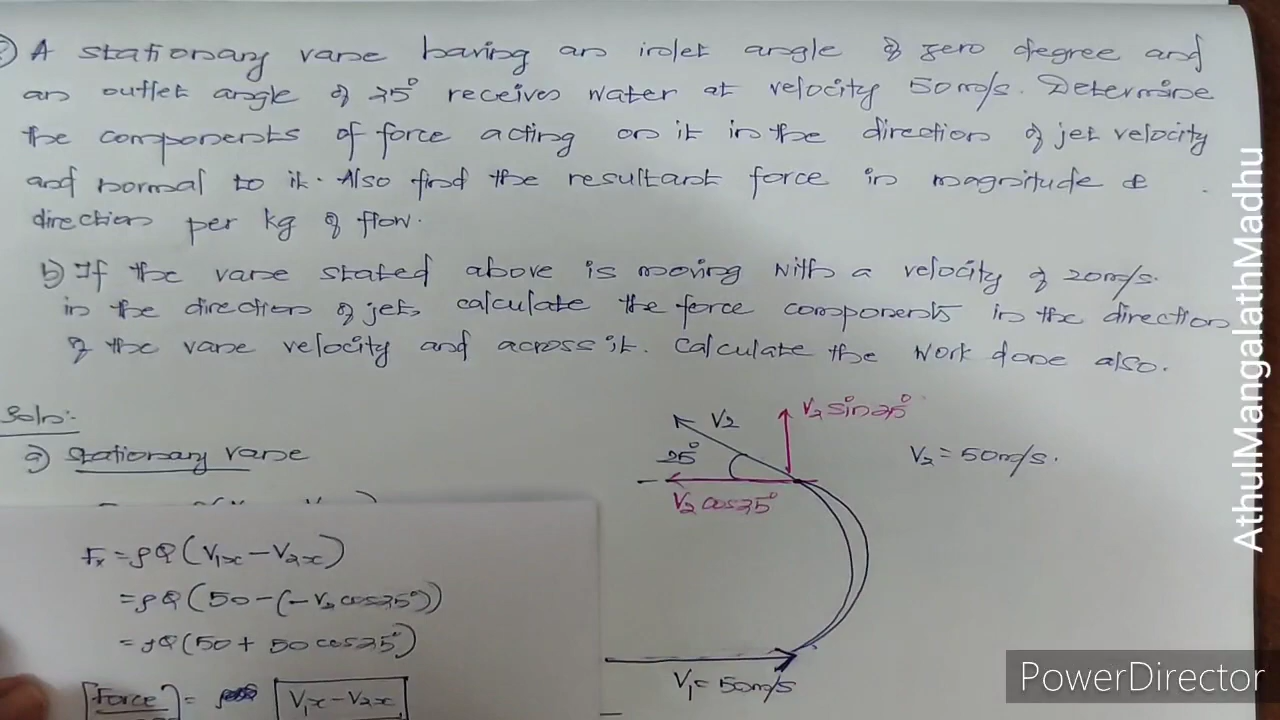 A stationary vane having an inlet angle of zero degree and
an outlet angle of 25° receives water at velocity 50m/s. Determine
the components of force acting on it in the direction of jet velocity
and normal to it. Also find the resultant force in magnitude &
direction per kg of flow.
b) If the vane stated above is moving with a velocity of 20m/s.
in the direction of jet, calculate the force components in the direction
of the vane velocity and across it. Calculate the work done also.
Soln:-
a) Stationary vane
V2 sin25°
V2
25°
V2 = 50m/s.
V2 cos25°
Fx = ρQ(V1x - V2x)
= ρQ(50 - (-V2 cos25°))
= ρQ(50 + 50 cos25°)
[Force] = V1x - V2x
V1 = 50m/s
AthulMangalathMadhu
PowerDirector